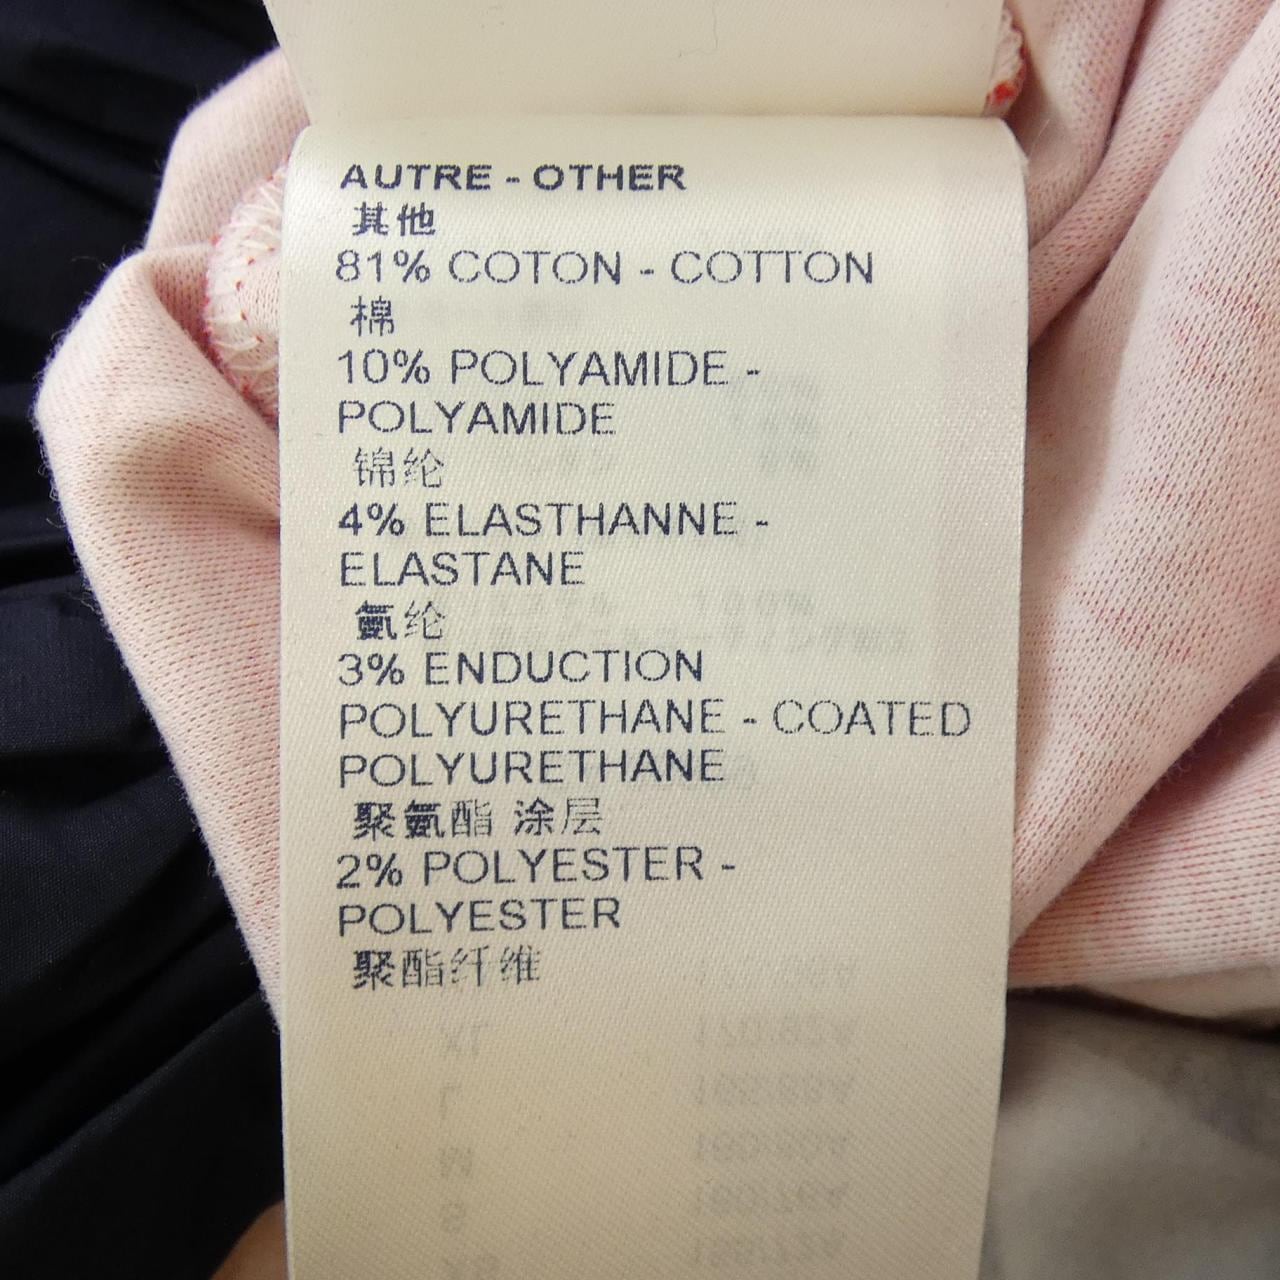 AUTRE - OTHER
其他
81% COTON - COTTON
棉
10% POLYAMIDE -
POLYAMIDE
锦纶
4% ELASTHANNE -
ELASTANE
氨纶
3% ENDUCTION
POLYURETHANE - COATED
POLYURETHANE
聚氨酯 涂层
2% POLYESTER -
POLYESTER
聚酯纤维